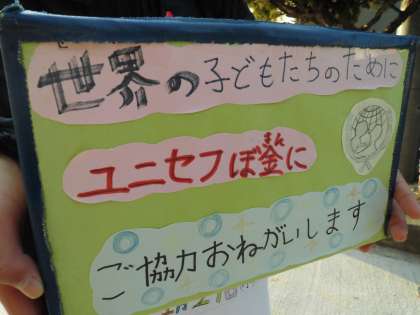 世界の子どもたちのために
ユニセフぼ釜に
ご協力おねがいします